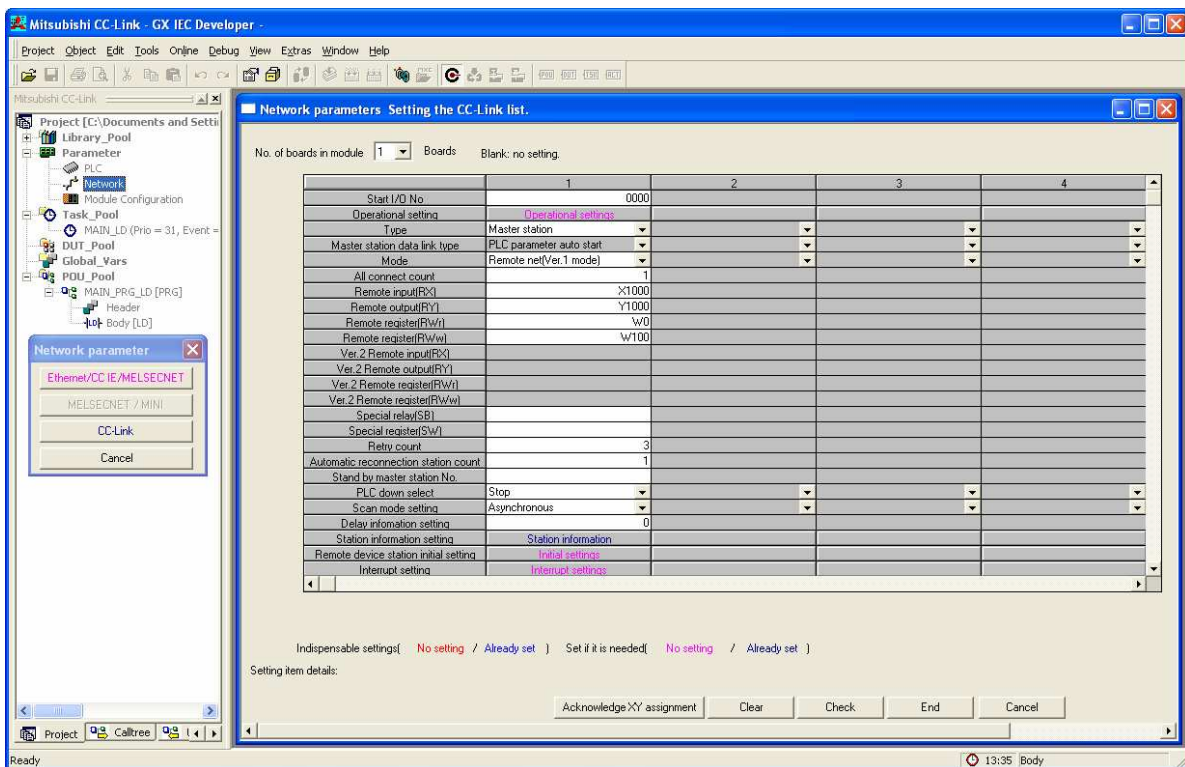 Mitsubishi CC-Link - GX IEC Developer -
Project Object Edit Tools Online Debug View Extras Window Help
Mitsubishi CC-Link
Project [C:\Documents and Setti
Library_Pool
Parameter
PLC
Network
Module Configuration
Task_Pool
MAIN_LD (Prio = 31, Event =
DUT_Pool
Global_Vars
POU_Pool
MAIN_PRG_LD [PRG]
Header
Body [LD]
Network parameter
Ethernet/CC IE/MELSECNET
MELSECNET / MINI
CC-Link
Cancel
Project Calltree
Network parameters Setting the CC-Link list.
No. of boards in module 1 Boards Blank: no setting.
1 2 3 4
Start I/O No 0000
Operational setting Operational settings
Type Master station
Master station data link type PLC parameter auto start
Mode Remote net(Ver.1 mode)
All connect count 1
Remote input(RX) X1000
Remote output(RY) Y1000
Remote register(RWr) W0
Remote register(RWw) W100
Ver.2 Remote input(RX)
Ver.2 Remote output(RY)
Ver.2 Remote register(RWr)
Ver.2 Remote register(RWw)
Special relay(SB)
Special register(SW)
Retry count 3
Automatic reconnection station count 1
Stand by master station No.
PLC down select Stop
Scan mode setting Asynchronous
Delay infomation setting 0
Station information setting Station information
Remote device station initial setting Initial settings
Interrupt setting Interrupt settings
Indispensable settings( No setting / Already set ) Set if it is needed( No setting / Already set )
Setting item details:
Acknowledge XY assignment Clear Check End Cancel
Ready 13:35 Body